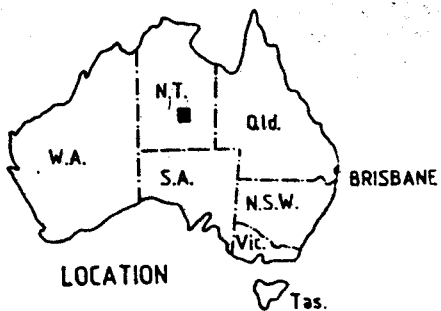 N.T.
Qld.
W.A.
S.A.
BRISBANE
N.S.W.
Vic.
LOCATION
Tas.